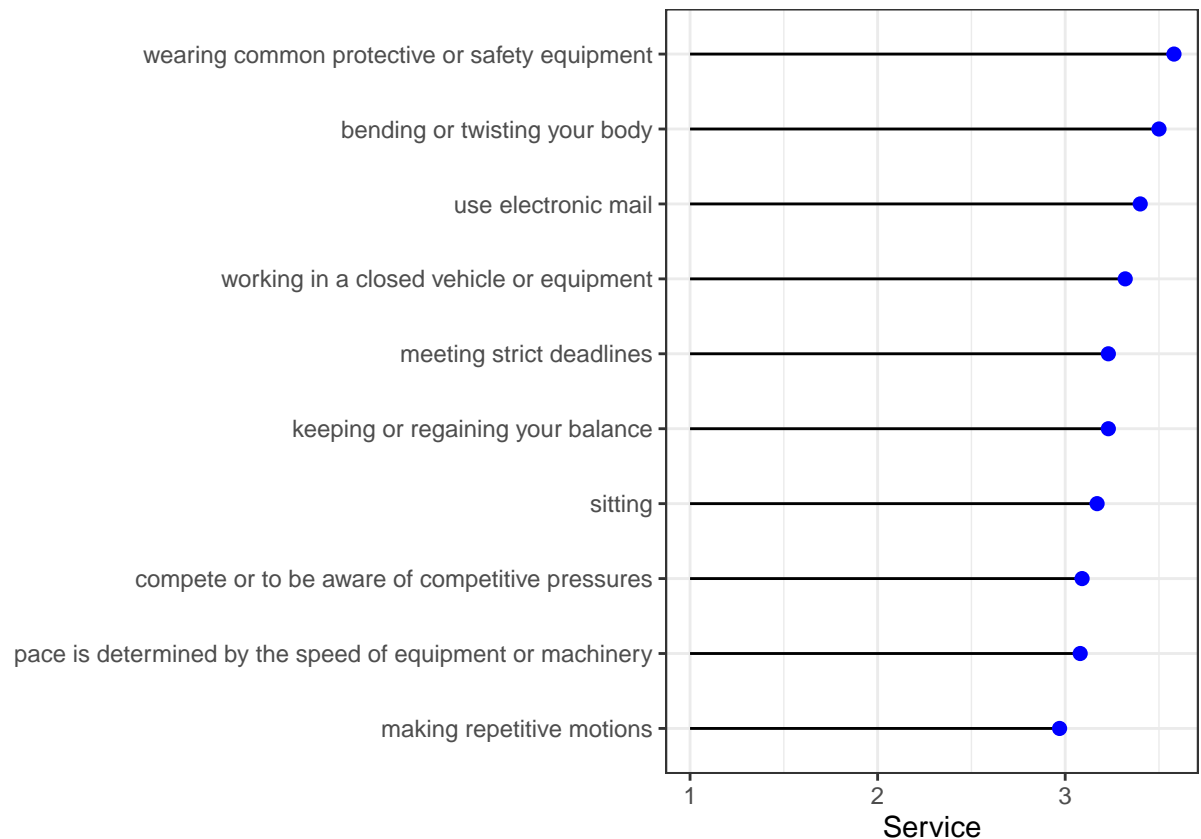 wearing common protective or safety equipment
bending or twisting your body
use electronic mail
working in a closed vehicle or equipment
meeting strict deadlines
keeping or regaining your balance
sitting
compete or to be aware of competitive pressures
pace is determined by the speed of equipment or machinery
making repetitive motions
1 2 3
Service